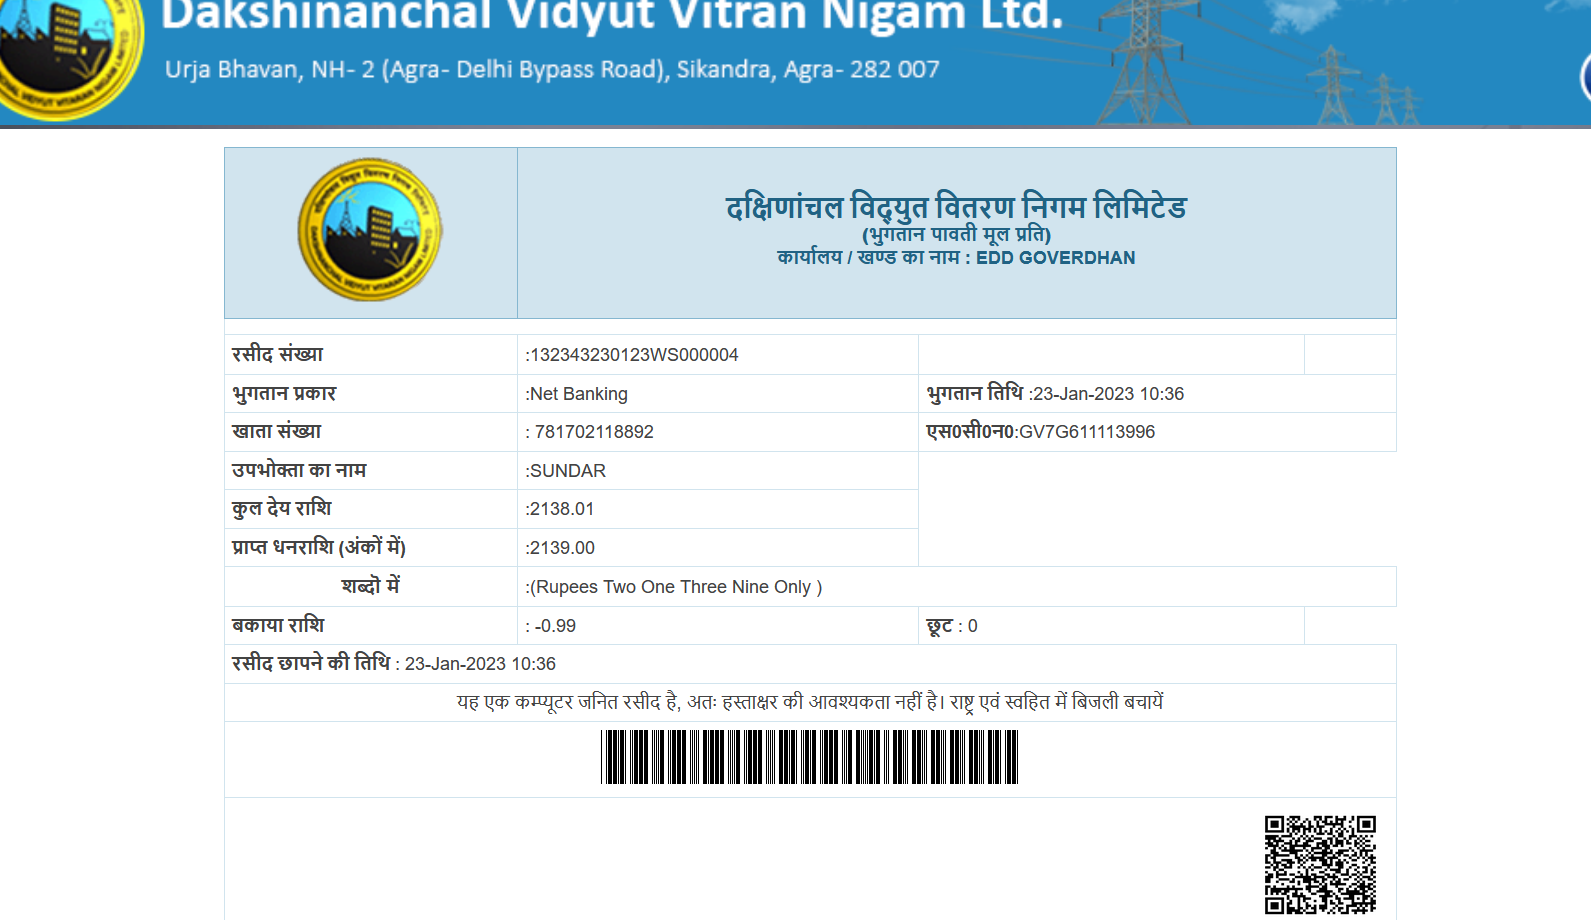 Dakshinanchal Vidyut Vitran Nigam Ltd.
Urja Bhavan, NH- 2 (Agra- Delhi Bypass Road), Sikandra, Agra- 282 007
दक्षिणांचल विद्युत वितरण निगम लिमिटेड
(भुगतान पावती मूल प्रति)
कार्यालय / खण्ड का नाम : EDD GOVERDHAN
रसीद संख्या :132343230123WS000004
भुगतान प्रकार :Net Banking भुगतान तिथि :23-Jan-2023 10:36
खाता संख्या : 781702118892 एस0सी0न0:GV7G611113996
उपभोक्ता का नाम :SUNDAR
कुल देय राशि :2138.01
प्राप्त धनराशि (अंकों में) :2139.00
शब्दॊ में :(Rupees Two One Three Nine Only )
बकाया राशि : -0.99 छूट : 0
रसीद छापने की तिथि : 23-Jan-2023 10:36
यह एक कम्प्यूटर जनित रसीद है, अतः हस्ताक्षर की आवश्यकता नहीं है। राष्ट्र एवं स्वहित में बिजली बचायें